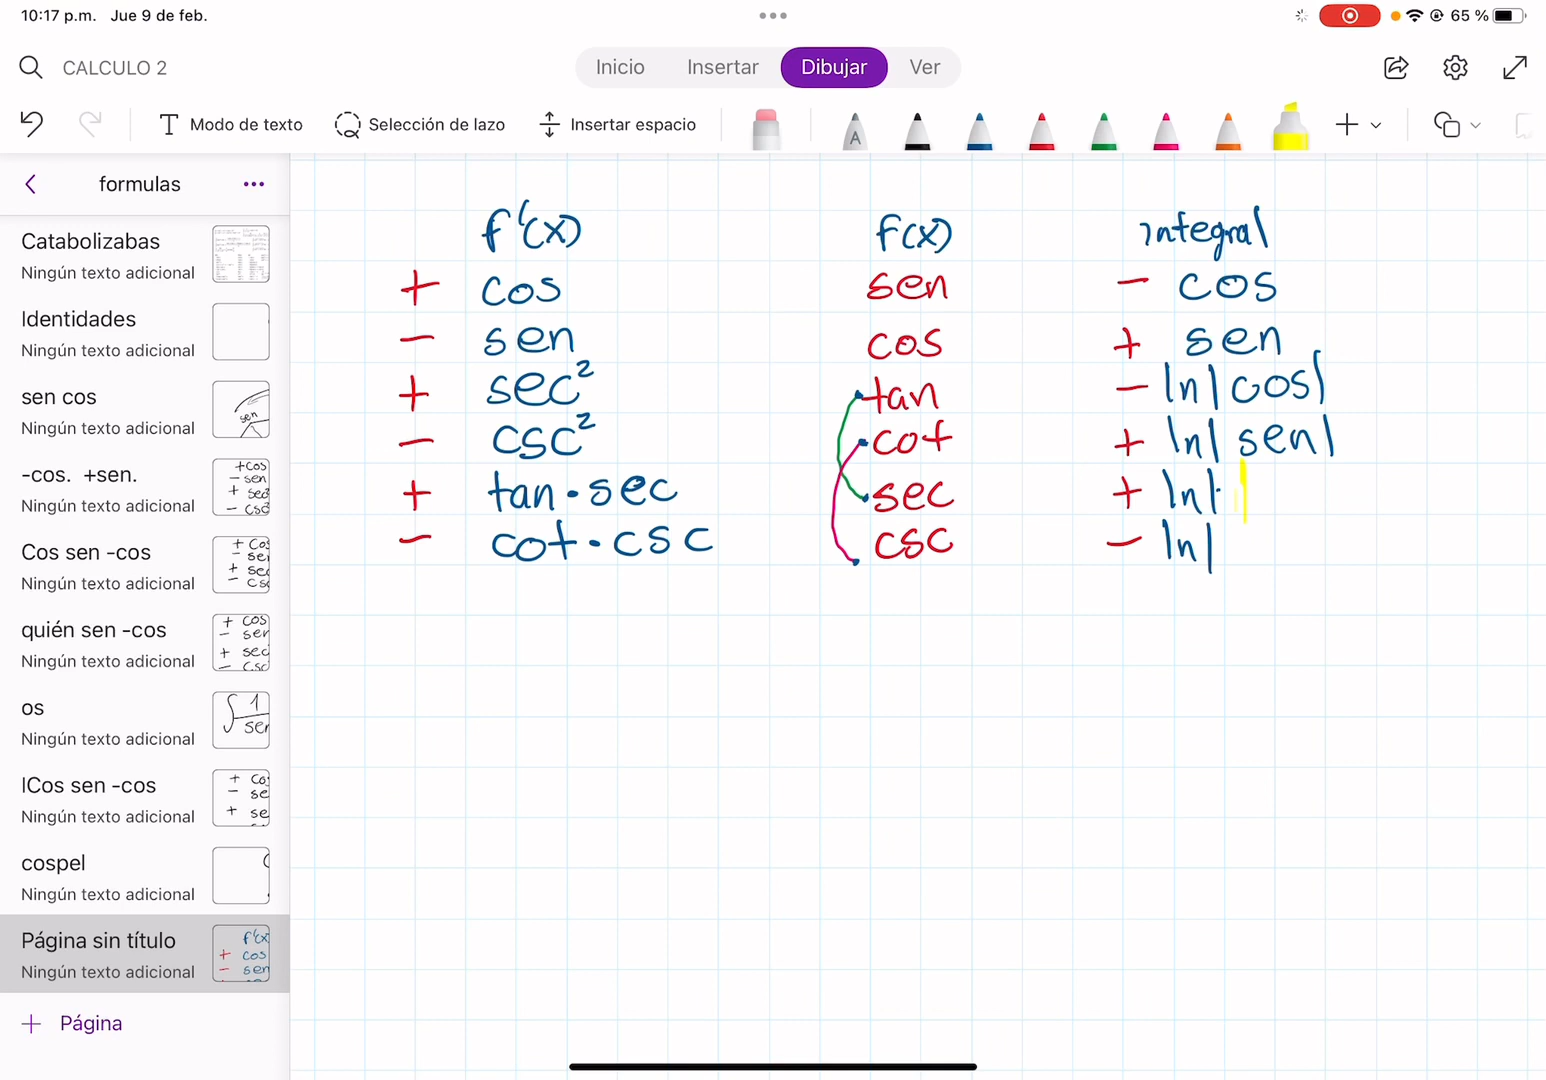 10:17 p.m. Jue 9 de feb.
65 %
CALCULO 2
Inicio Insertar Dibujar Ver
Modo de texto Selección de lazo Insertar espacio A
formulas
Catabolizabas
Ningún texto adicional
Identidades
Ningún texto adicional
sen cos
Ningún texto adicional
-cos. +sen.
Ningún texto adicional
Cos sen -cos
Ningún texto adicional
quién sen -cos
Ningún texto adicional
os
Ningún texto adicional
ICos sen -cos
Ningún texto adicional
cospel
Ningún texto adicional
Página sin título
Ningún texto adicional
+ Página
f'(x) f(x) integral
+ cos sen - cos
- sen cos + sen
+ sec² tan - ln|cos|
- csc² cot + ln|sen|
+ tan·sec sec + ln|
- cot·csc csc - ln|